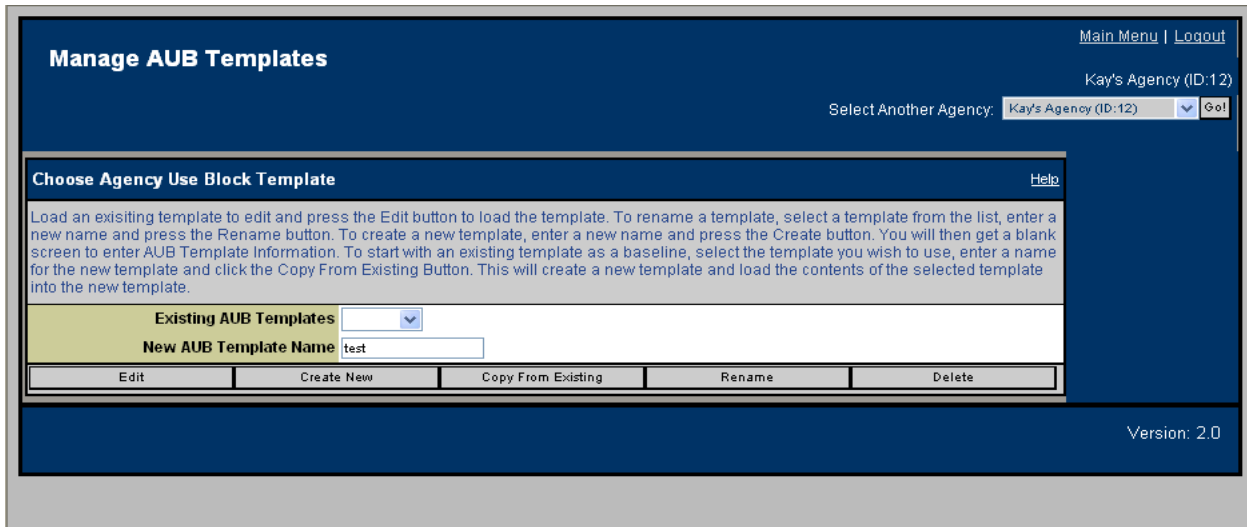 Main Menu | Logout
Manage AUB Templates
Kay's Agency (ID:12)
Select Another Agency: Kay's Agency (ID:12) Go!
Choose Agency Use Block Template Help
Load an exisiting template to edit and press the Edit button to load the template. To rename a template, select a template from the list, enter a
new name and press the Rename button. To create a new template, enter a new name and press the Create button. You will then get a blank
screen to enter AUB Template Information. To start with an existing template as a baseline, select the template you wish to use, enter a name
for the new template and click the Copy From Existing Button. This will create a new template and load the contents of the selected template
into the new template.
Existing AUB Templates
New AUB Template Name test
Edit Create New Copy From Existing Rename Delete
Version: 2.0